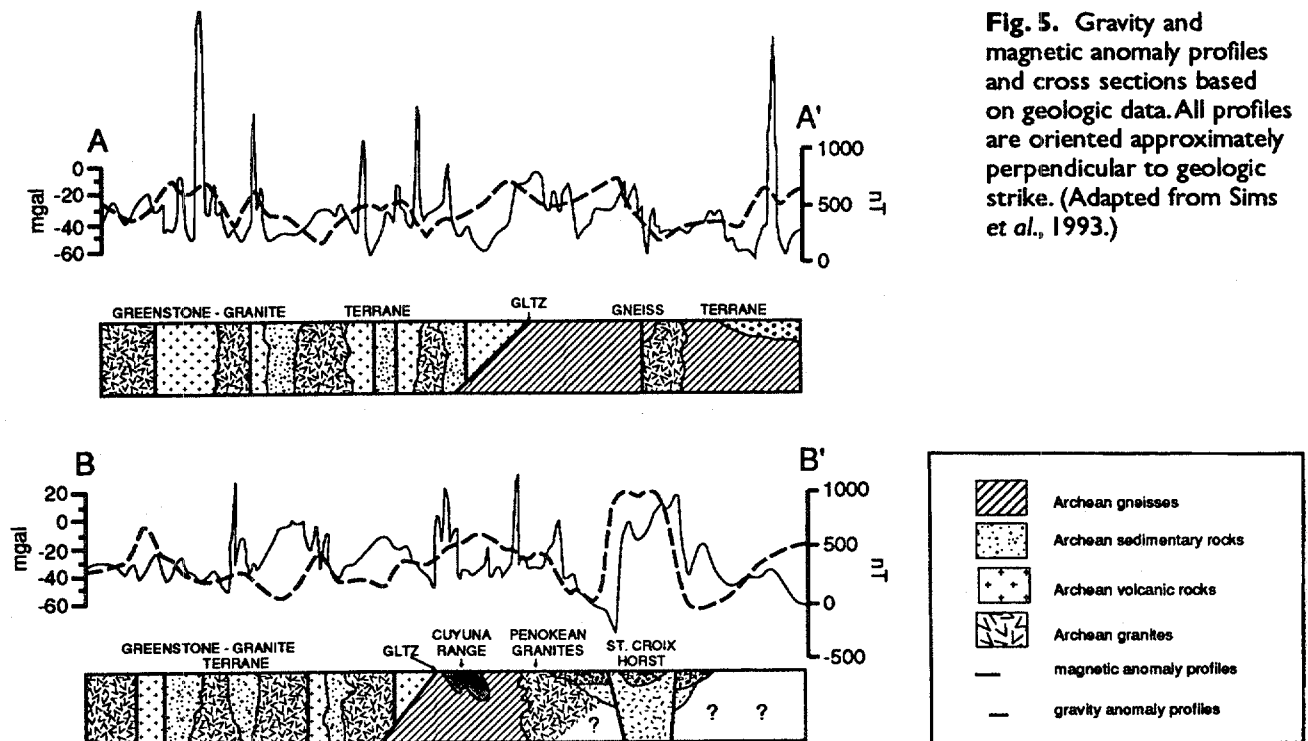 Fig. 5. Gravity and
magnetic anomaly profiles
and cross sections based
on geologic data. All profiles
are oriented approximately
perpendicular to geologic
strike. (Adapted from Sims
et al., 1993.)
A
A'
0
-20
-40
-60
mgal
1000
500
0
nT
GREENSTONE - GRANITE TERRANE
GLTZ
GNEISS TERRANE
B
B'
20
0
-20
-40
-60
mgal
1000
500
0
-500
nT
GREENSTONE - GRANITE
TERRANE
GLTZ
CUYUNA
RANGE
PENOKEAN
GRANITES
ST. CROIX
HORST
? ? ?
Archean gneisses
Archean sedimentary rocks
Archean volcanic rocks
Archean granites
magnetic anomaly profiles
gravity anomaly profiles